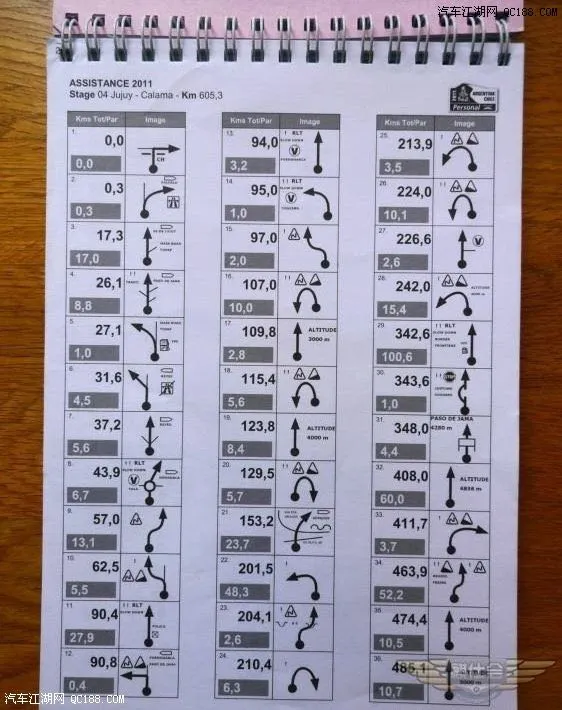 汽车江湖网 QC188.COM
ASSISTANCE 2011
Stage 04 Jujuy - Calama - Km 605,3
2011
ARGENTINA
CHILE
Personal
Kms Tot/Par Image
1. 0,0
CH
0,0
2. 0,3
0,3
3. 17,3
17,0
4. 26,1
PASO DE JAMA
8,8
5. 27,1
1,0
6. 31,6
4,5
7. 37,2
5,6
8. 43,9
!! RLT
SLOW DOWN
6,7
9. 57,0
13,1
10. 62,5
5,5
11. 90,4
!! RLT
SLOW DOWN
POLICE
27,9
12. 90,8
PURMAMARCA
PASO DE JAMA
0,4
Kms Tot/Par Image
13. 94,0
! RLT
SLOW DOWN
PURMAMARCA
3,2
14. 95,0
! RLT
SLOW DOWN
1,0
15. 97,0
!
2,0
16. 107,0
!!
10,0
17. 109,8
ALTITUDE
3000 m
2,8
18. 115,4
!!
5,6
19. 123,8
ALTITUDE
4000 m
8,4
20. 129,5
!!
5,7
21. 153,2
23,7
22. 201,5
!
48,3
23. 204,1
!
2,6
24. 210,4
!
6,3
Kms Tot/Par Image
25. 213,9
!
3,5
26. 224,0
!
10,1
27. 226,6
2,6
28. 242,0
!
ALTITUDE
4000 m
15,4
29. 342,6
!! RLT
SLOW DOWN
BORDER
FRONTERE
100,6
30. 343,6
!!
STOP
1,0
31. 348,0
PASO DE JAMA
4280 m
4,4
32. 408,0
ALTITUDE
4838 m
60,0
33. 411,7
!
3,7
34. 463,9
!!
!
52,2
35. 474,4
ALTITUDE
4000 m
10,5
36. 485,1
3000 m
10,7
汽车江湖网 QC188.COM